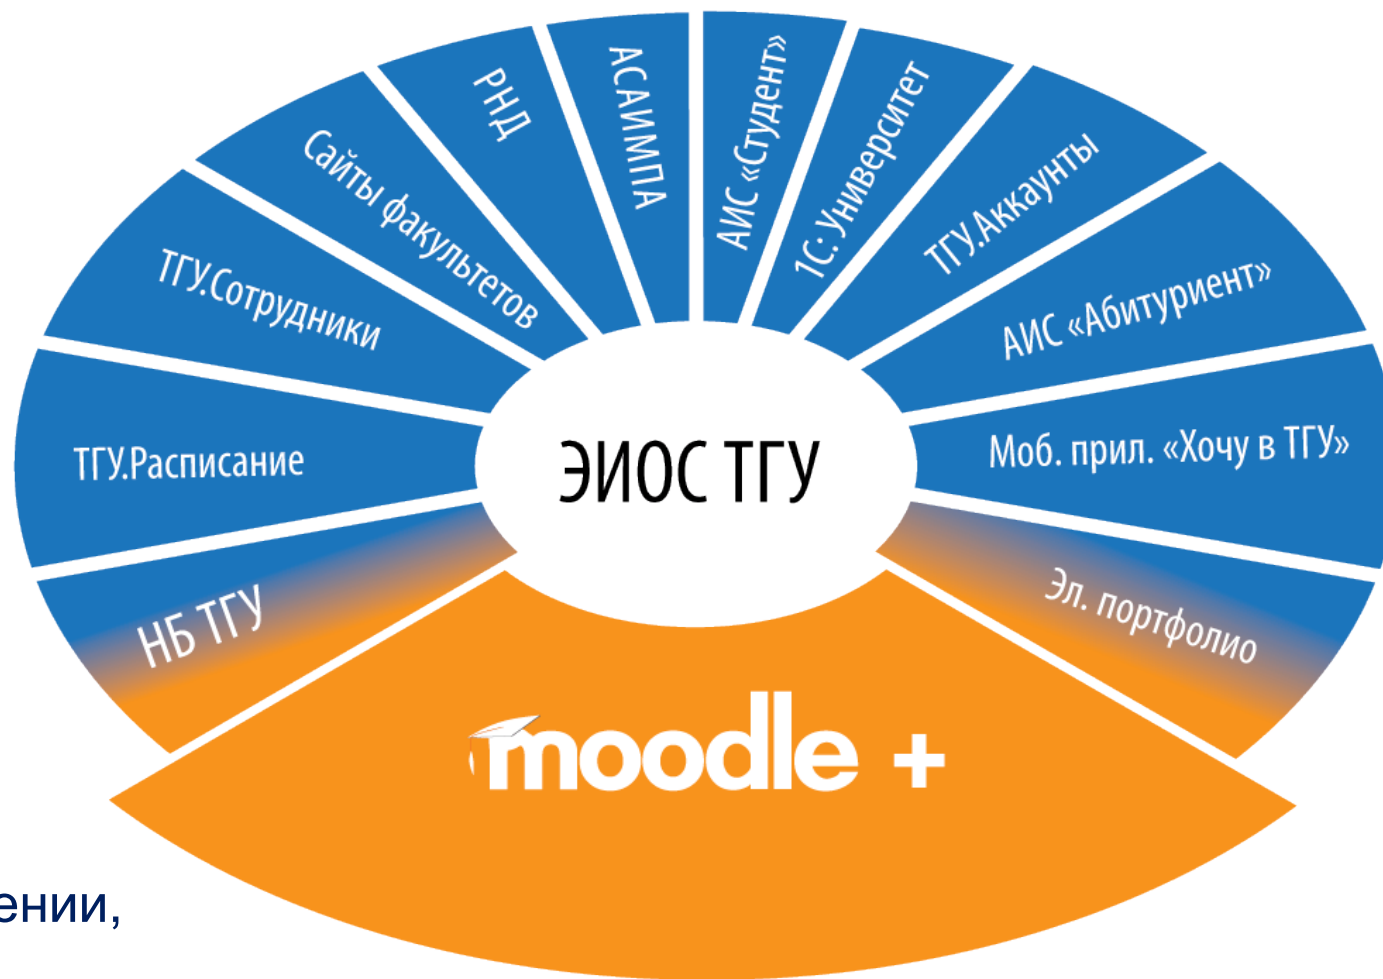 РНД
АСАИМПА
АИС «Студент»
1С: Университет
Сайты факультетов
ТГУ.Аккаунты
ТГУ.Сотрудники
АИС «Абитуриент»
ТГУ.Расписание
ЭИОС ТГУ
Моб. прил. «Хочу в ТГУ»
НБ ТГУ
Эл. портфолио
moodle +
ении,